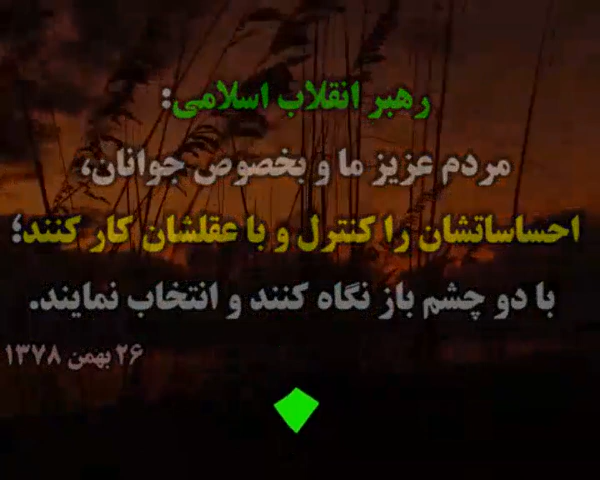 رهبر انقلاب اسلامی:
مردم عزیز ما و بخصوص جوانان،
احساساتشان را کنترل و با عقلشان کار کنند؛
با دو چشم باز نگاه کنند و انتخاب نمایند.
۲۶ بهمن ۱۳۷۸